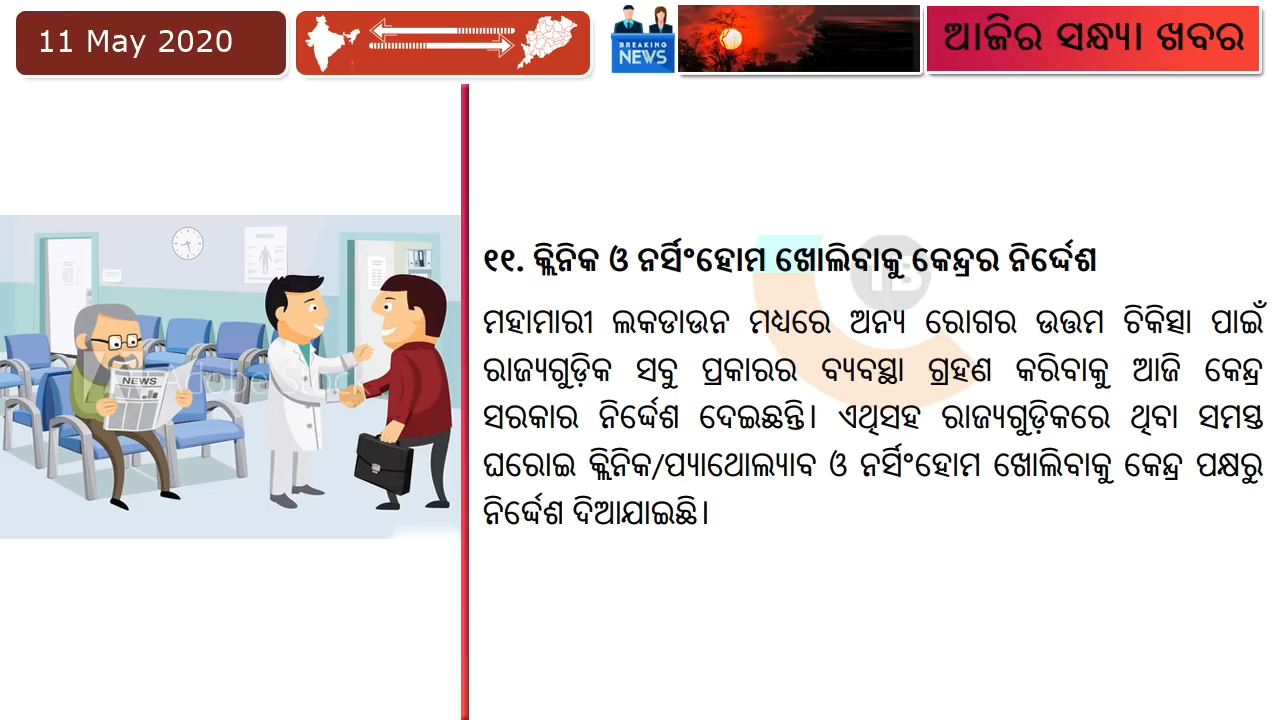 11 May 2020
BREAKING
NEWS
ଆଜିର ସନ୍ଧ୍ୟା ଖବର
୧୧. କ୍ଲିନିକ ଓ ନର୍ସିଂହୋମ ଖୋଲିବାକୁ କେନ୍ଦ୍ରର ନିର୍ଦ୍ଦେଶ
ମହାମାରୀ ଲକଡାଉନ ମଧ୍ୟରେ ଅନ୍ୟ ରୋଗର ଉତ୍ତମ ଚିକିତ୍ସା ପାଇଁ
ରାଜ୍ୟଗୁଡ଼ିକ ସବୁ ପ୍ରକାରର ବ୍ୟବସ୍ଥା ଗ୍ରହଣ କରିବାକୁ ଆଜି କେନ୍ଦ୍ର
ସରକାର ନିର୍ଦ୍ଦେଶ ଦେଇଛନ୍ତି। ଏଥିସହ ରାଜ୍ୟଗୁଡ଼ିକରେ ଥିବା ସମସ୍ତ
ଘରୋଇ କ୍ଲିନିକ/ପ୍ୟାଥୋଲ୍ୟାବ ଓ ନର୍ସିଂହୋମ ଖୋଲିବାକୁ କେନ୍ଦ୍ର ପକ୍ଷରୁ
ନିର୍ଦ୍ଦେଶ ଦିଆଯାଇଛି।
NEWS